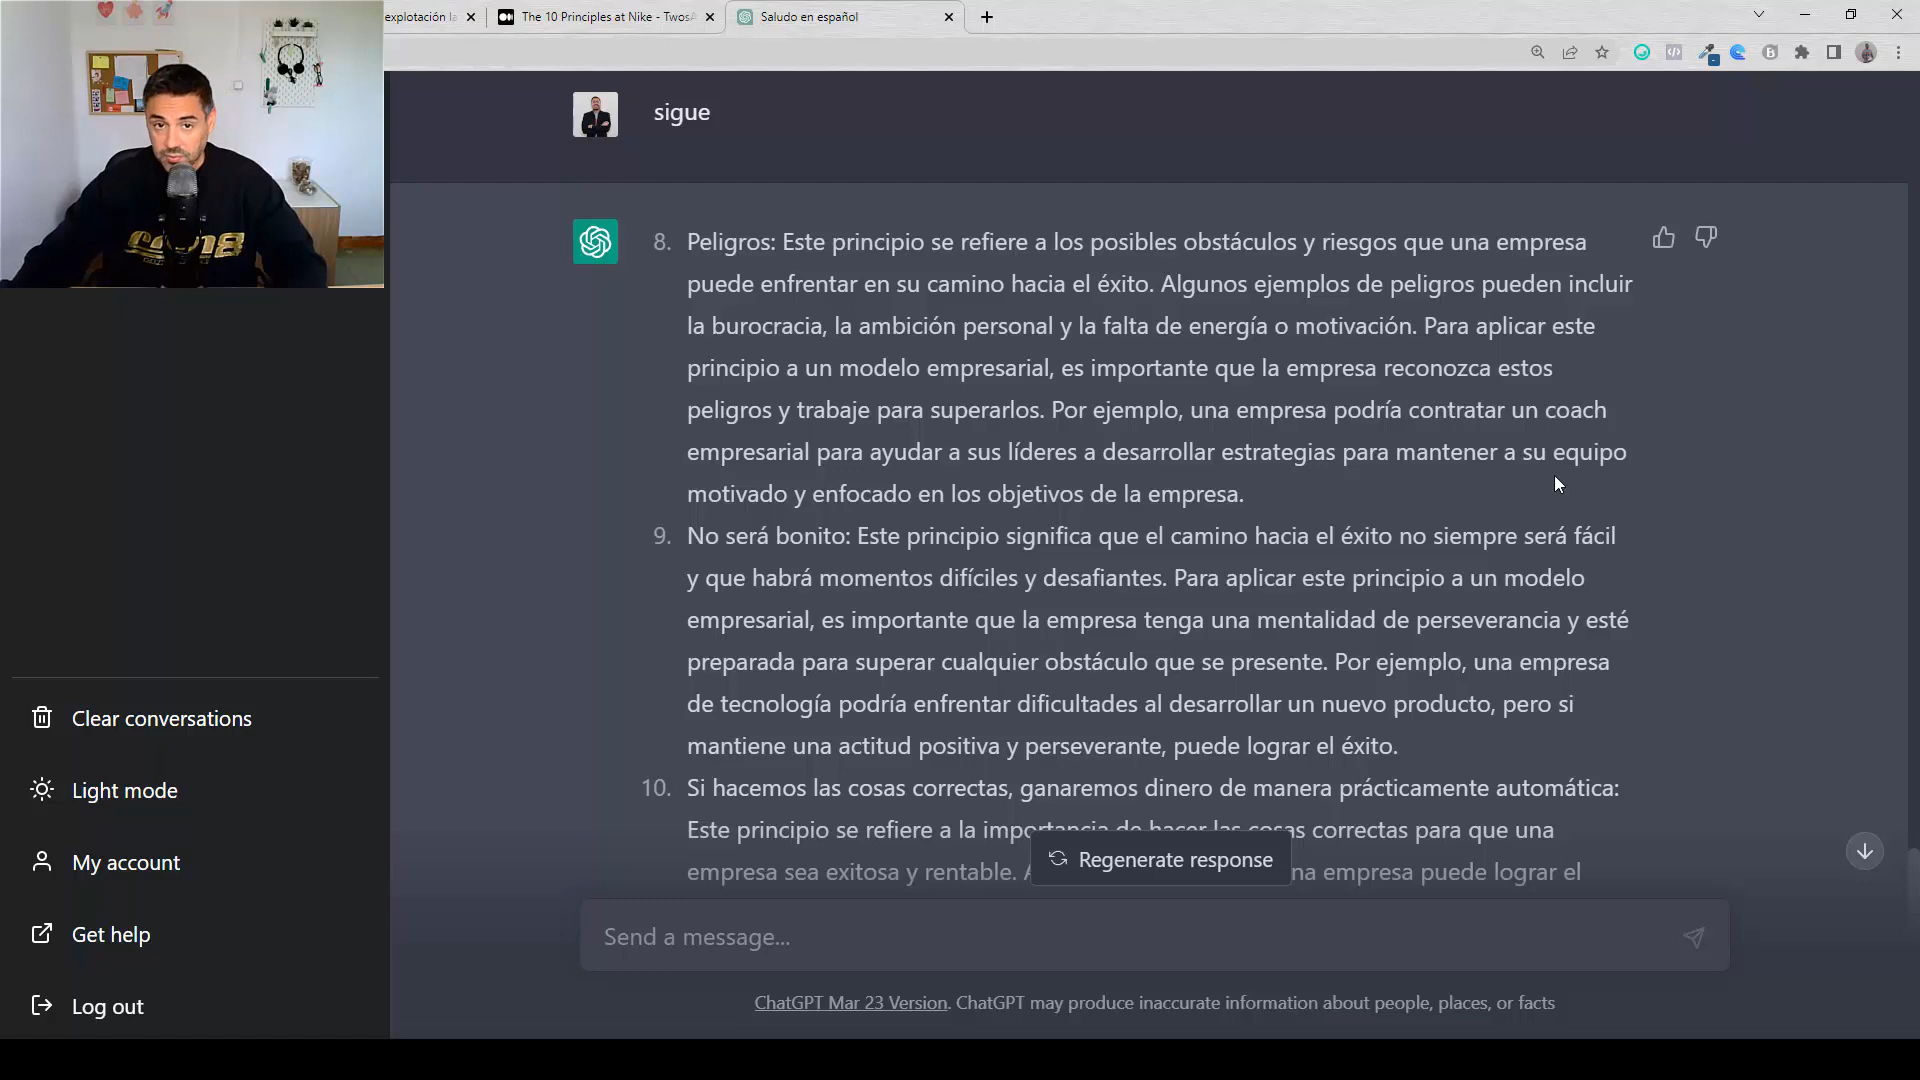 explotación la
The 10 Principles at Nike - TwosA
Saludo en español
sigue
8. Peligros: Este principio se refiere a los posibles obstáculos y riesgos que una empresa
puede enfrentar en su camino hacia el éxito. Algunos ejemplos de peligros pueden incluir
la burocracia, la ambición personal y la falta de energía o motivación. Para aplicar este
principio a un modelo empresarial, es importante que la empresa reconozca estos
peligros y trabaje para superarlos. Por ejemplo, una empresa podría contratar un coach
empresarial para ayudar a sus líderes a desarrollar estrategias para mantener a su equipo
motivado y enfocado en los objetivos de la empresa.
9. No será bonito: Este principio significa que el camino hacia el éxito no siempre será fácil
y que habrá momentos difíciles y desafiantes. Para aplicar este principio a un modelo
empresarial, es importante que la empresa tenga una mentalidad de perseverancia y esté
preparada para superar cualquier obstáculo que se presente. Por ejemplo, una empresa
de tecnología podría enfrentar dificultades al desarrollar un nuevo producto, pero si
mantiene una actitud positiva y perseverante, puede lograr el éxito.
10. Si hacemos las cosas correctas, ganaremos dinero de manera prácticamente automática:
Este principio se refiere a la importancia de hacer las cosas correctas para que una
empresa sea exitosa y rentable. na empresa puede lograr el
Regenerate response
Send a message...
ChatGPT Mar 23 Version. ChatGPT may produce inaccurate information about people, places, or facts
Clear conversations
Light mode
My account
Get help
Log out